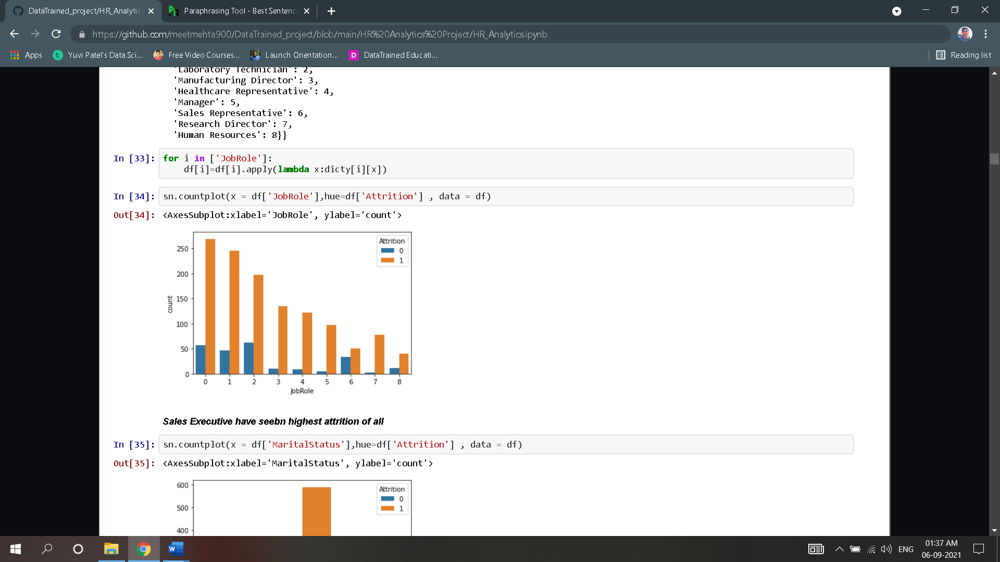 DataTrained_project/HR_Analytic
Paraphrasing Tool - Best Sentenc
https://github.com/meetmehta900/DataTrained_project/blob/main/HR%20Analytics%20Project/HR_Analytics.ipynb
Apps
Yuvi Patel's Data Sci...
Free Video Courses...
Launch Orientation...
D
DataTrained Educati...
Reading list
'Laboratory Technician': 2,
'Manufacturing Director': 3,
'Healthcare Representative': 4,
'Manager': 5,
'Sales Representative': 6,
'Research Director': 7,
'Human Resources': 8}}
In [33]: for i in ['JobRole']:
df[i]=df[i].apply(lambda x:dicty[i][x])
In [34]: sn.countplot(x = df['JobRole'],hue=df['Attrition'] , data = df)
Out[34]: <AxesSubplot:xlabel='JobRole', ylabel='count'>
Attrition
0
1
250
200
150
100
50
0
count
0 1 2 3 4 5 6 7 8
JobRole
Sales Executive have seebn highest attrition of all
In [35]: sn.countplot(x = df['MaritalStatus'],hue=df['Attrition'] , data = df)
Out[35]: <AxesSubplot:xlabel='MaritalStatus', ylabel='count'>
Attrition
0
1
600
500
400
W
ENG
01:37 AM
06-09-2021